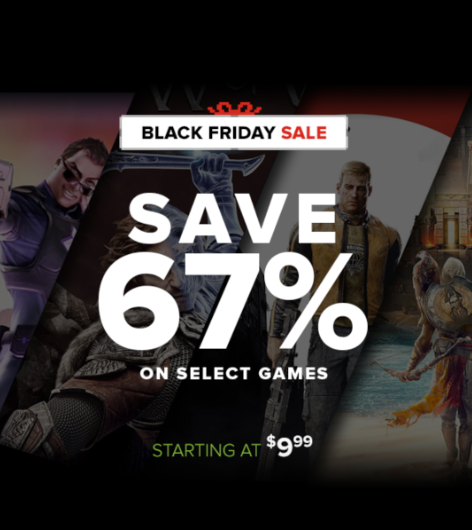 BLACK FRIDAY SALE
SAVE
67%
ON SELECT GAMES
STARTING AT $9.99